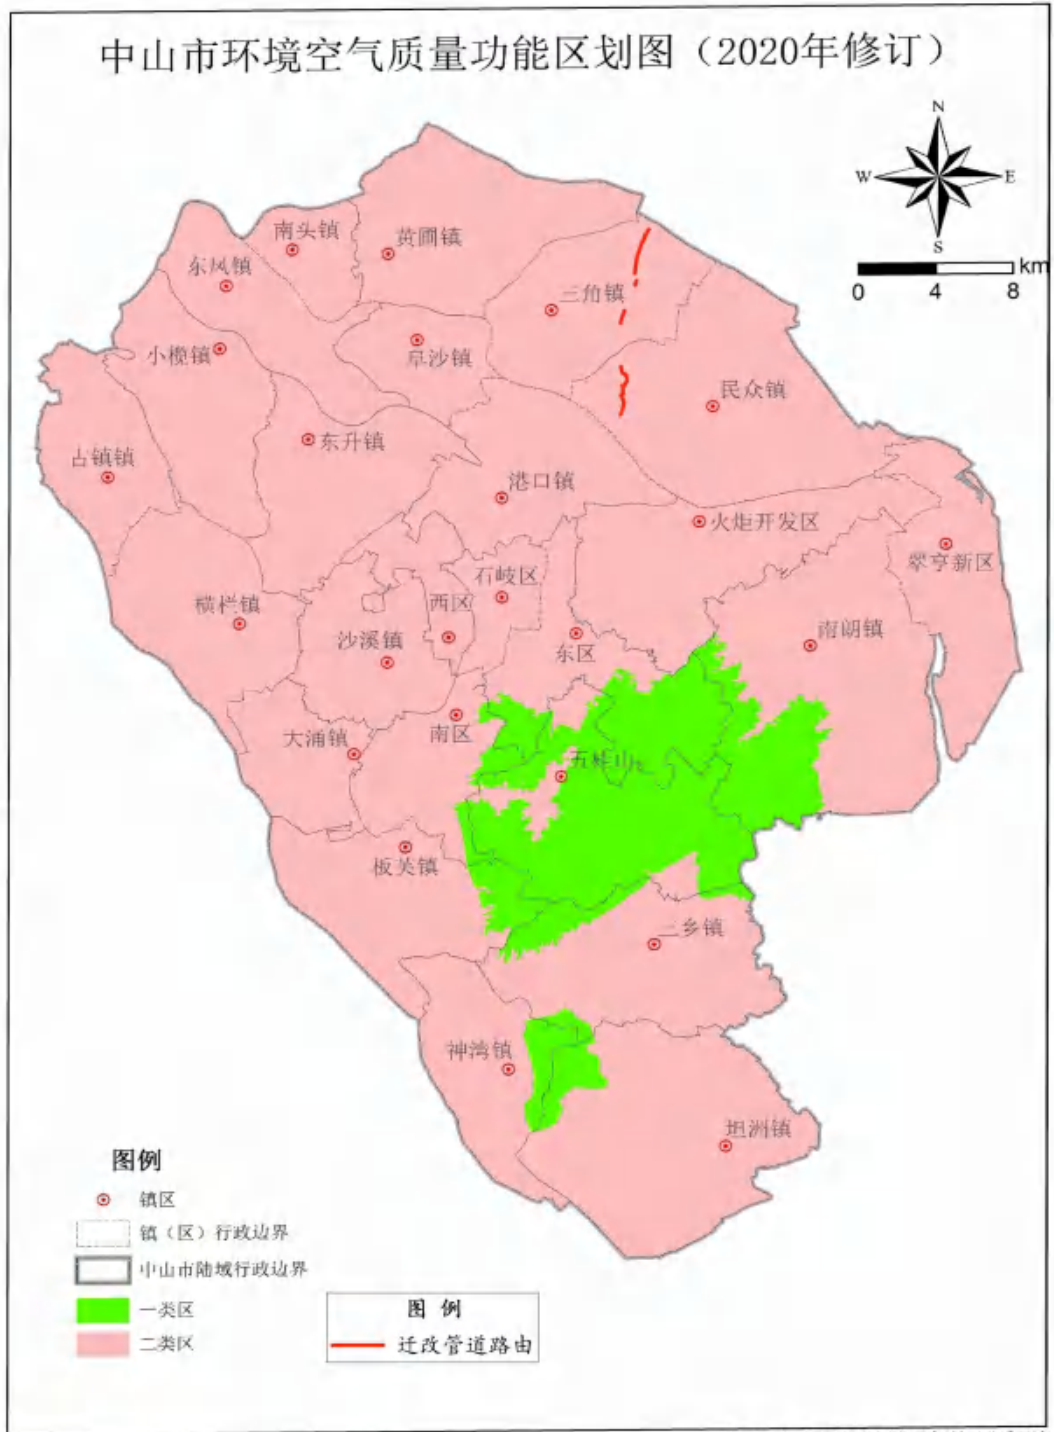 中山市环境空气质量功能区划图（2020年修订）
N
W
E
S
km
0
4
8
南头镇
黄圃镇
东凤镇
三角镇
小榄镇
阜沙镇
民众镇
古镇镇
东升镇
港口镇
火炬开发区
翠亨新区
石岐区
横栏镇
西区
沙溪镇
东区
南朗镇
大涌镇
南区
五桂山
板芙镇
三乡镇
神湾镇
坦洲镇
图例
镇区
镇（区）行政边界
中山市陆域行政边界
一类区
二类区
图 例
迁改管道路由